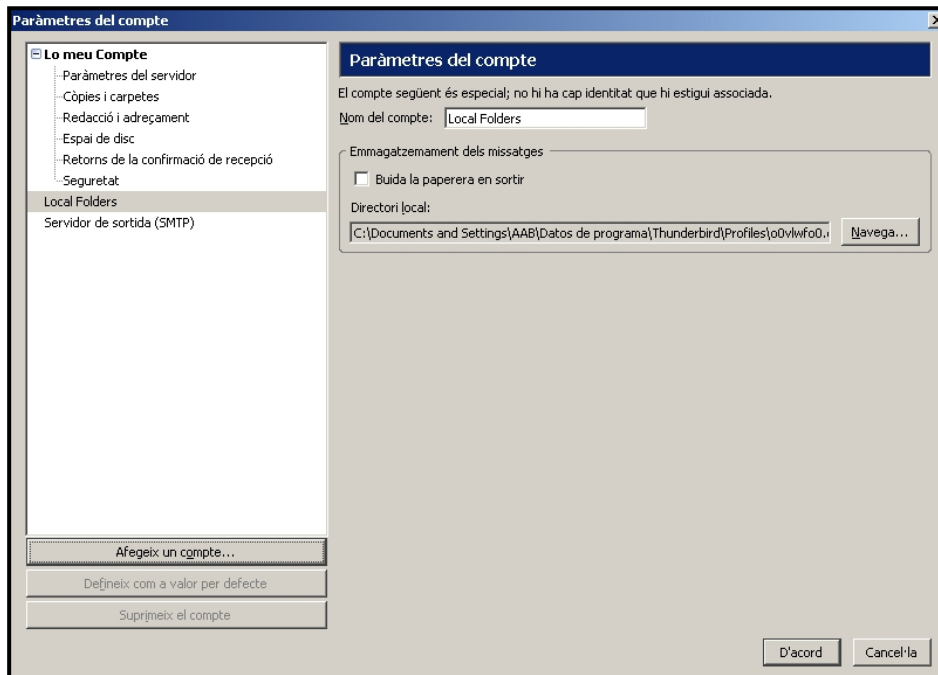 Paràmetres del compte
Lo meu Compte
Paràmetres del servidor
Còpies i carpetes
Redacció i adreçament
Espai de disc
Retorns de la confirmació de recepció
Seguretat
Local Folders
Servidor de sortida (SMTP)
Afegeix un compte...
Defineix com a valor per defecte
Suprimeix el compte
Paràmetres del compte
El compte següent és especial; no hi ha cap identitat que hi estigui associada.
Nom del compte: Local Folders
Emmagatzemament dels missatges
Buida la paperera en sortir
Directori local:
C:\Documents and Settings\AAB\Datos de programa\Thunderbird\Profiles\o0vlwfo0. Navega...
D'acord Cancel·la